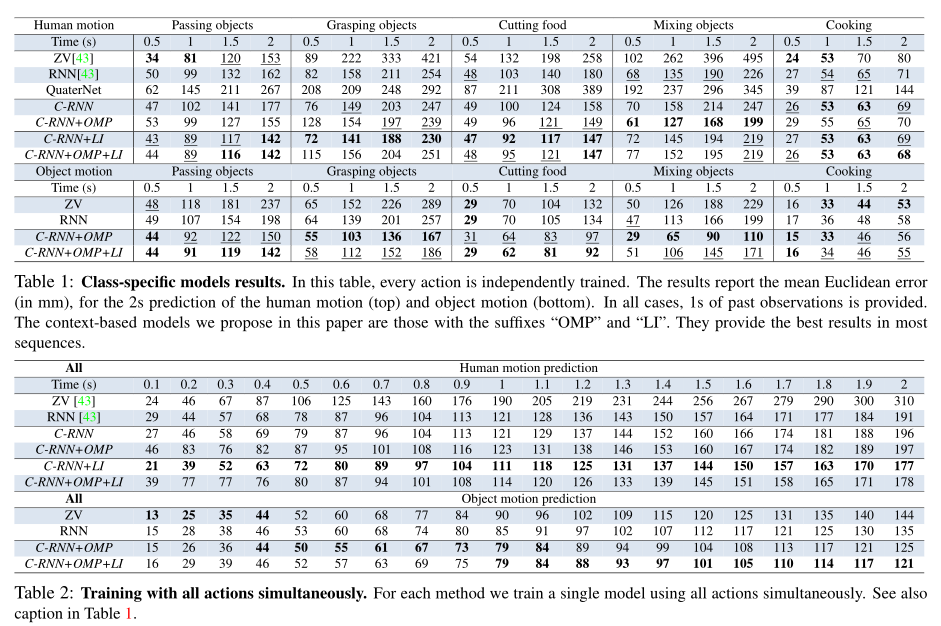 Human motion Passing objects Grasping objects Cutting food Mixing objects Cooking
Time (s) 0.5 1 1.5 2 0.5 1 1.5 2 0.5 1 1.5 2 0.5 1 1.5 2 0.5 1 1.5 2
ZV[43] 34 81 120 153 89 222 333 421 54 132 198 258 102 262 396 495 24 53 70 80
RNN[43] 50 99 132 162 82 158 211 254 48 103 140 180 68 135 190 226 27 54 65 71
QuaterNet 62 145 211 267 208 209 248 292 87 211 308 389 192 237 296 345 39 87 121 144
C-RNN 47 102 141 177 76 149 203 247 49 100 124 158 70 158 214 247 26 53 63 69
C-RNN+OMP 53 99 127 155 128 154 197 239 49 96 121 149 61 127 168 199 29 55 65 70
C-RNN+LI 43 89 117 142 72 141 188 230 47 92 117 147 72 145 194 219 27 53 63 69
C-RNN+OMP+LI 44 89 116 142 115 156 204 251 48 95 121 147 77 152 195 219 26 53 63 68
Object motion Passing objects Grasping objects Cutting food Mixing objects Cooking
Time (s) 0.5 1 1.5 2 0.5 1 1.5 2 0.5 1 1.5 2 0.5 1 1.5 2 0.5 1 1.5 2
ZV 48 118 181 237 65 152 226 289 29 70 104 132 50 126 188 229 16 33 44 53
RNN 49 107 154 198 64 139 201 257 29 70 105 134 47 113 166 199 17 36 48 58
C-RNN+OMP 44 92 122 150 55 103 136 167 31 64 83 97 29 65 90 110 15 33 46 56
C-RNN+OMP+LI 44 91 119 142 58 112 152 186 29 62 81 92 51 106 145 171 16 34 46 55
Table 1: Class-specific models results. In this table, every action is independently trained. The results report the mean Euclidean error
(in mm), for the 2s prediction of the human motion (top) and object motion (bottom). In all cases, 1s of past observations is provided.
The context-based models we propose in this paper are those with the suffixes “OMP” and “LI”. They provide the best results in most
sequences.
All Human motion prediction
Time (s) 0.1 0.2 0.3 0.4 0.5 0.6 0.7 0.8 0.9 1 1.1 1.2 1.3 1.4 1.5 1.6 1.7 1.8 1.9 2
ZV [43] 24 46 67 87 106 125 143 160 176 190 205 219 231 244 256 267 279 290 300 310
RNN [43] 29 44 57 68 78 87 96 104 113 121 128 136 143 150 157 164 171 177 184 191
C-RNN 27 46 58 69 79 87 96 104 113 121 129 137 144 152 160 166 174 181 188 196
C-RNN+OMP 46 83 76 82 87 95 101 108 116 123 131 138 146 153 160 167 174 182 189 197
C-RNN+LI 21 39 52 63 72 80 89 97 104 111 118 125 131 137 144 150 157 163 170 177
C-RNN+OMP+LI 39 77 77 76 80 87 94 101 108 114 120 126 133 139 145 151 158 165 171 178
All Object motion prediction
ZV 13 25 35 44 52 60 68 77 84 90 96 102 109 115 120 125 131 135 140 144
RNN 15 28 38 46 53 60 68 74 80 85 91 97 102 107 112 117 121 125 130 135
C-RNN+OMP 15 26 36 44 50 55 61 67 73 79 84 89 94 99 104 108 113 117 121 125
C-RNN+OMP+LI 16 29 39 46 52 57 63 69 75 79 84 88 93 97 101 105 110 114 117 121
Table 2: Training with all actions simultaneously. For each method we train a single model using all actions simultaneously. See also
caption in Table 1.